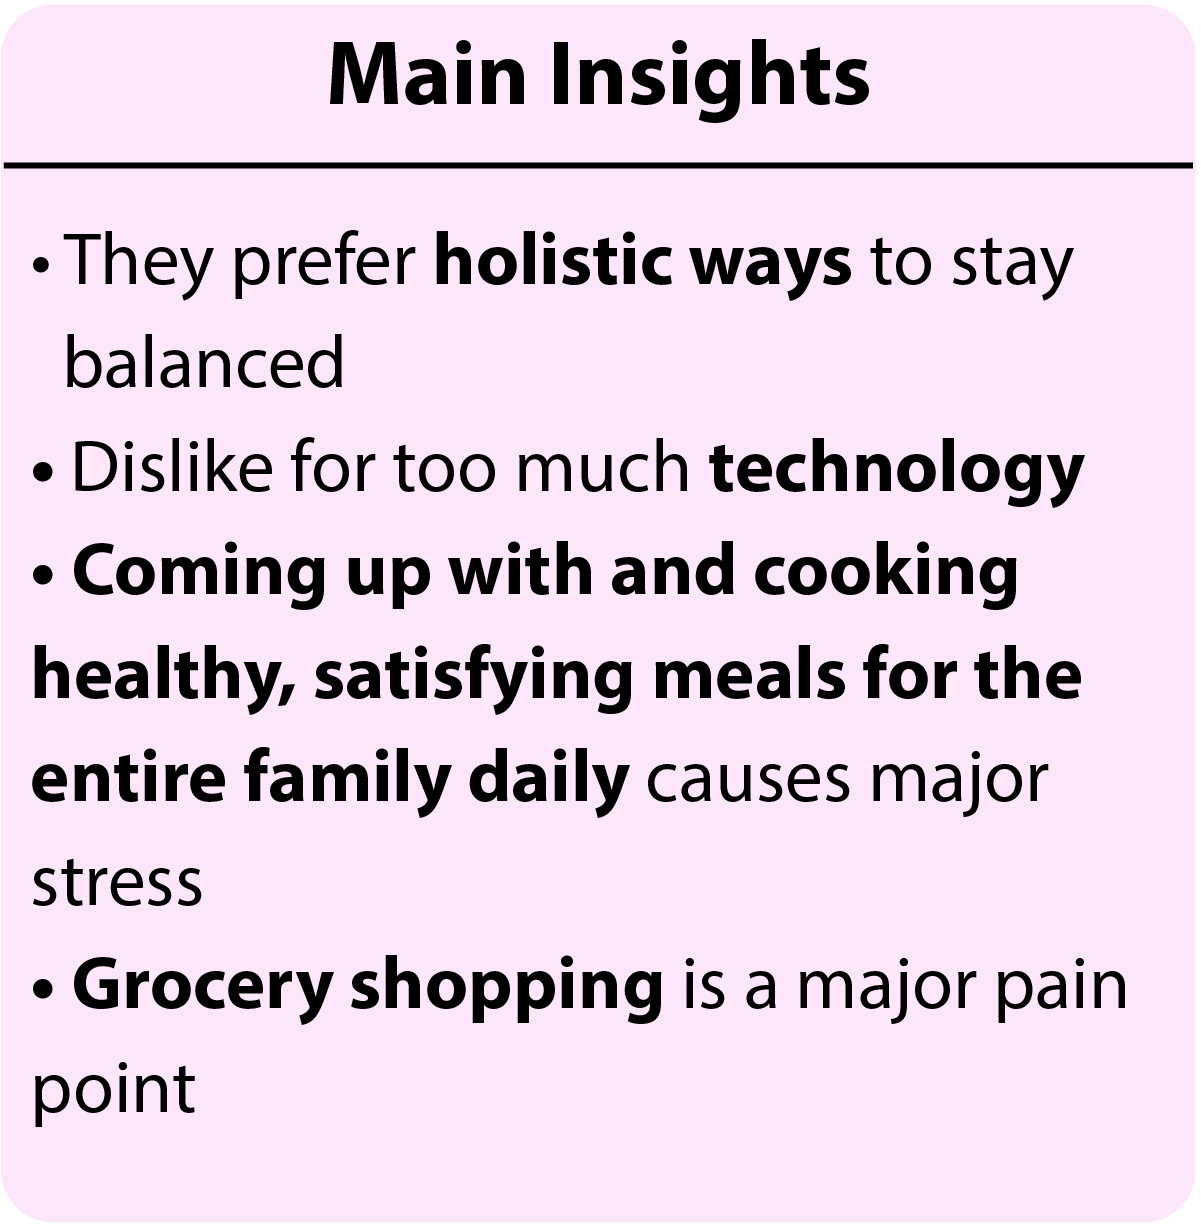 Main Insights
• They prefer holistic ways to stay
balanced
• Dislike for too much technology
• Coming up with and cooking
healthy, satisfying meals for the
entire family daily causes major
stress
• Grocery shopping is a major pain
point